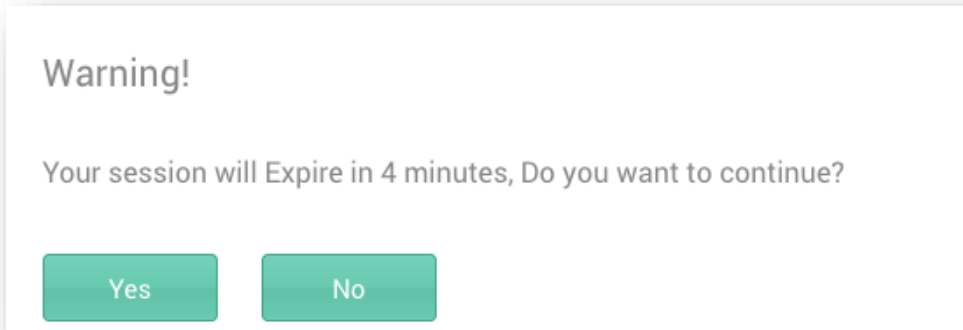 Warning!
Your session will Expire in 4 minutes, Do you want to continue?
Yes
No